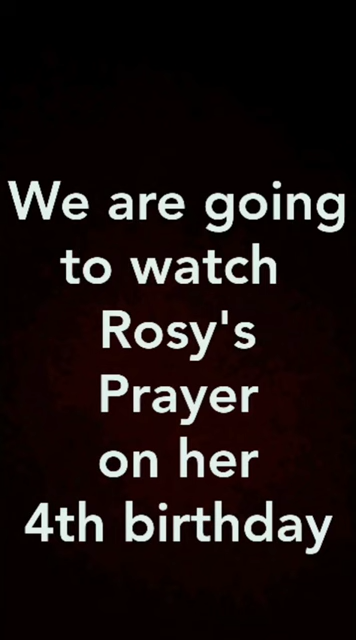 We are going
to watch
Rosy's
Prayer
on her
4th birthday